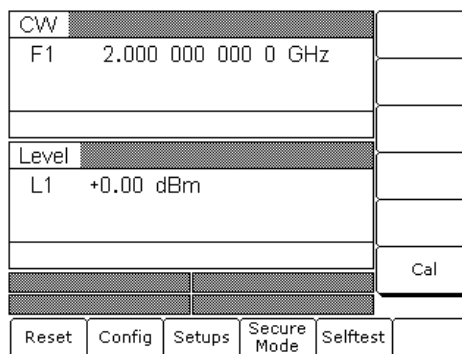 CW
F1 2.000 000 000 0 GHz
Level
L1 +0.00 dBm
Cal
Reset Config Setups Secure Mode Selftest